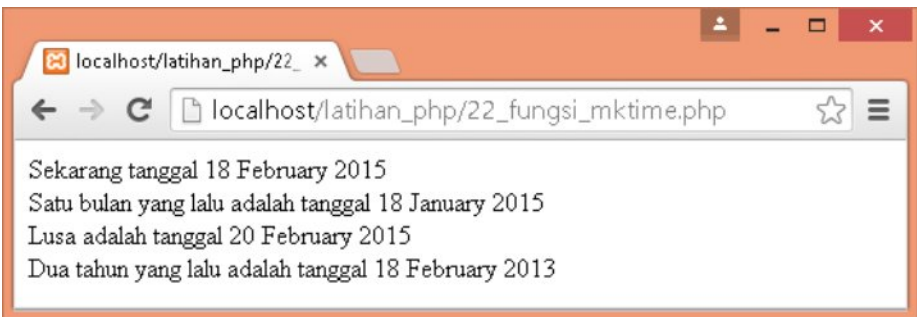 localhost/latihan_php/22_
localhost/latihan_php/22_fungsi_mktime.php
Sekarang tanggal 18 February 2015
Satu bulan yang lalu adalah tanggal 18 January 2015
Lusa adalah tanggal 20 February 2015
Dua tahun yang lalu adalah tanggal 18 February 2013